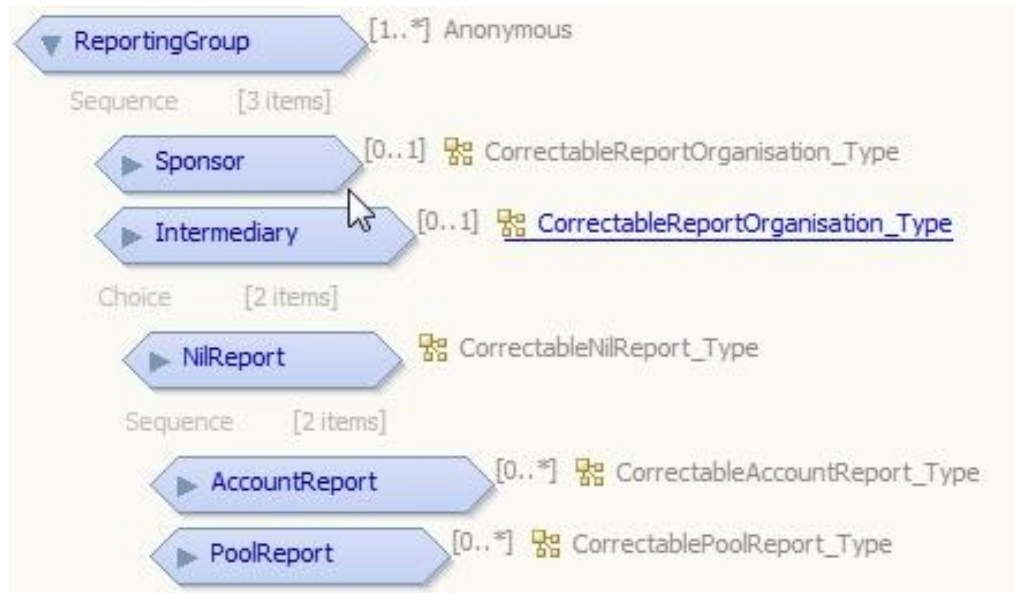 ReportingGroup [1..*] Anonymous
Sequence [3 items]
Sponsor [0..1] CorrectableReportOrganisation_Type
Intermediary [0..1] CorrectableReportOrganisation_Type
Choice [2 items]
NilReport CorrectableNilReport_Type
Sequence [2 items]
AccountReport [0..*] CorrectableAccountReport_Type
PoolReport [0..*] CorrectablePoolReport_Type